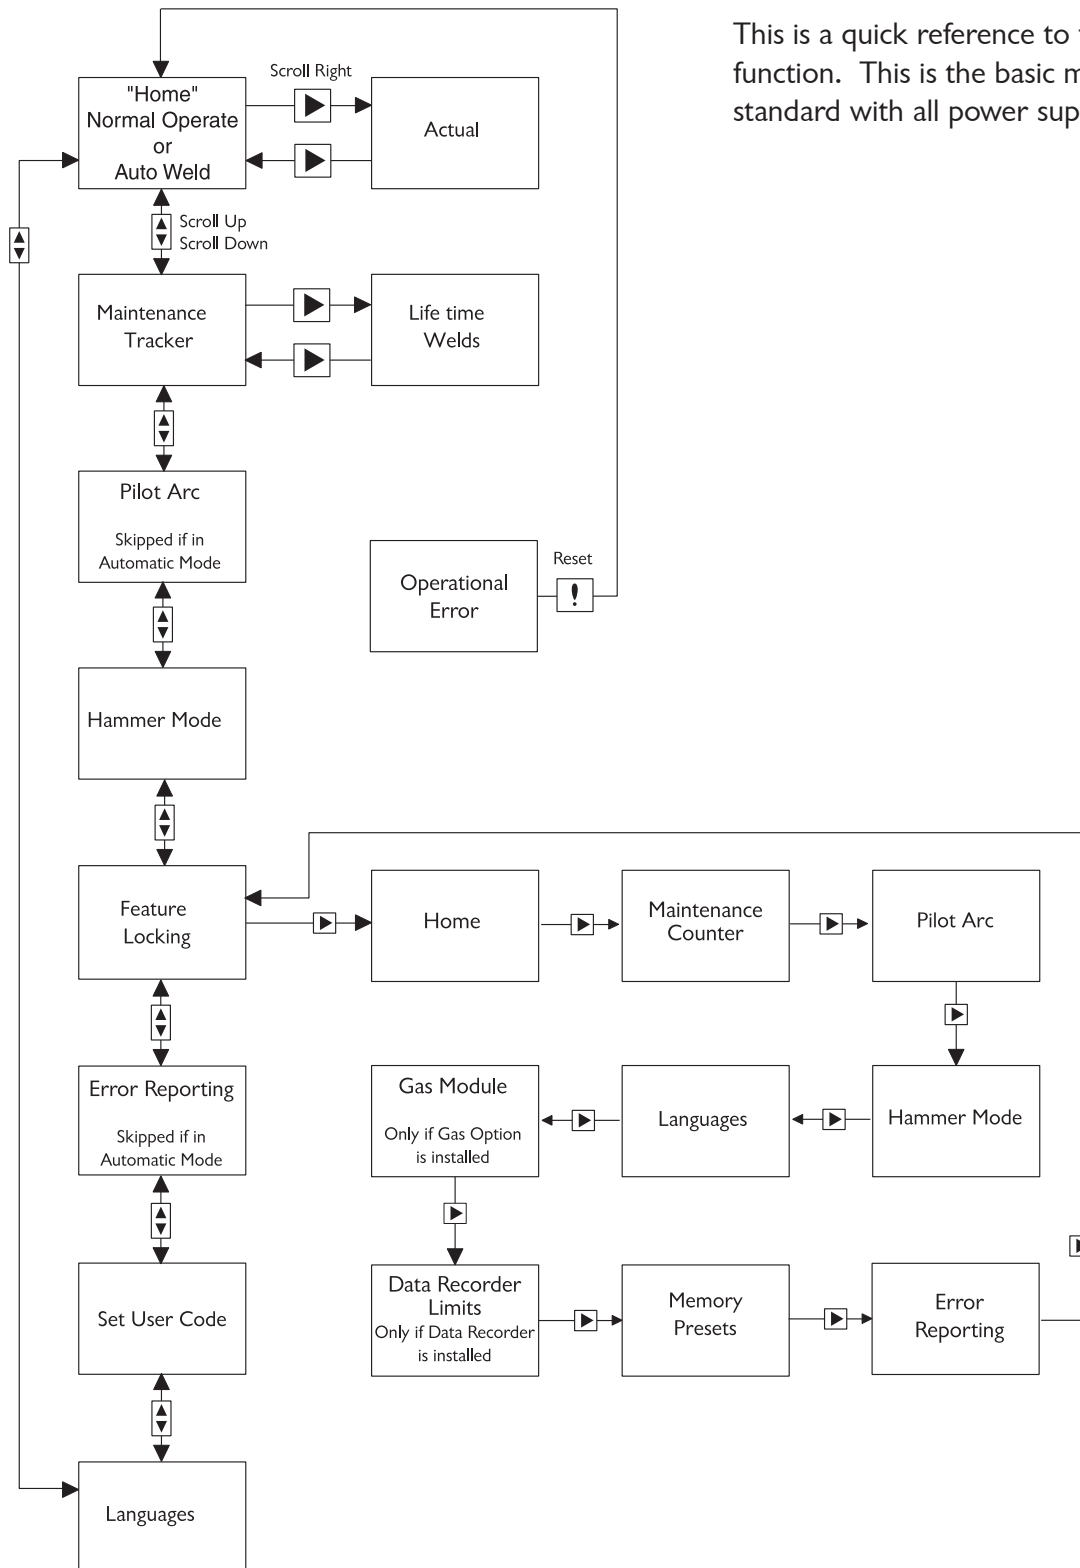 This is a quick reference to
function. This is the basic
standard with all power
Scroll Right
"Home"
Normal Operate
or
Auto Weld
Actual
Scroll Up
Scroll Down
Maintenance
Tracker
Life time
Welds
Pilot Arc
Skipped if in
Automatic Mode
Operational
Error
Reset
!
Hammer Mode
Feature
Locking
Home
Maintenance
Counter
Pilot Arc
Error Reporting
Skipped if in
Automatic Mode
Gas Module
Only if Gas Option
is installed
Languages
Hammer Mode
Set User Code
Data Recorder
Limits
Only if Data Recorder
is installed
Memory
Presets
Error
Reporting
Languages